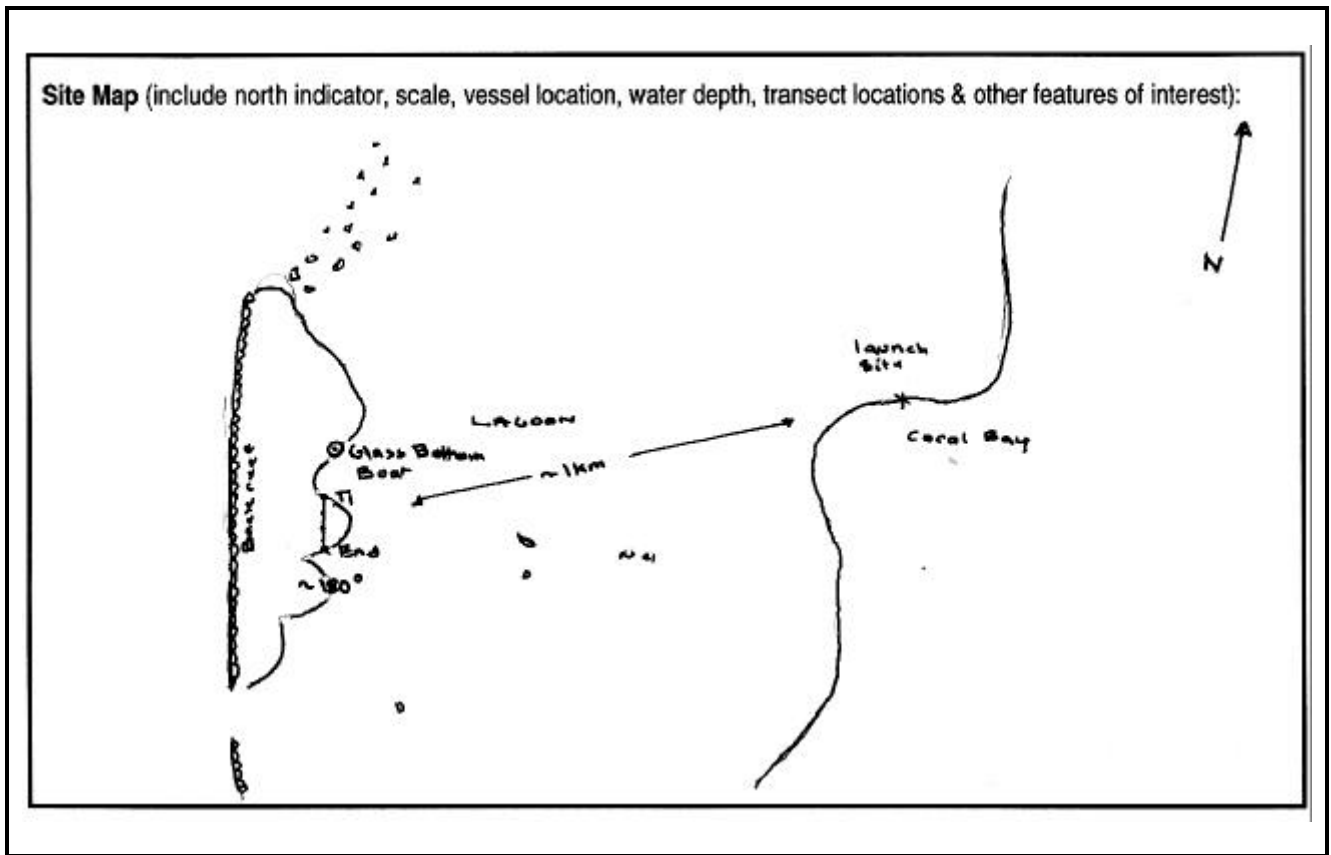 Site Map (include north indicator, scale, vessel location, water depth, transect locations & other features of interest):
N
launch
site
LAGOON
Coral Bay
Glass Bottom
Boat
~1km
Back reef
T1
End
~180°